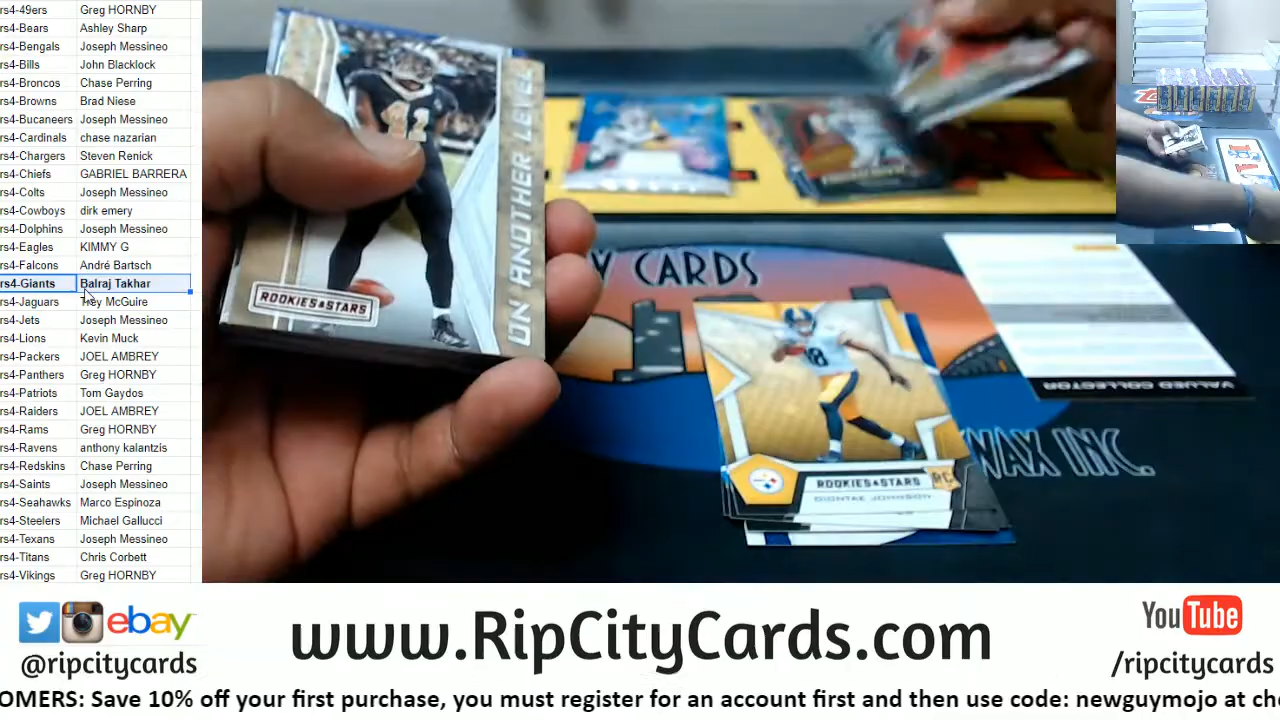 rs4-49ers Greg HORNBY
rs4-Bears Ashley Sharp
rs4-Bengals Joseph Messineo
rs4-Bills John Blacklock
rs4-Broncos Chase Perring
rs4-Browns Brad Niese
rs4-Bucaneers Joseph Messineo
rs4-Cardinals chase nazarian
rs4-Chargers Steven Renick
rs4-Chiefs GABRIEL BARRERA
rs4-Colts Joseph Messineo
rs4-Cowboys dirk emery
rs4-Dolphins Joseph Messineo
rs4-Eagles KIMMY G
rs4-Falcons André Bartsch
rs4-Giants Balraj Takhar
rs4-Jaguars Trey McGuire
rs4-Jets Joseph Messineo
rs4-Lions Kevin Muck
rs4-Packers JOEL AMBREY
rs4-Panthers Greg HORNBY
rs4-Patriots Tom Gaydos
rs4-Raiders JOEL AMBREY
rs4-Rams Greg HORNBY
rs4-Ravens anthony kalantzis
rs4-Redskins Chase Perring
rs4-Saints Joseph Messineo
rs4-Seahawks Marco Espinoza
rs4-Steelers Michael Gallucci
rs4-Texans Joseph Messineo
rs4-Titans Chris Corbett
rs4-Vikings Greg HORNBY
41
ROOKIES&STARS
ON ANOTHER LEVEL
Y CARDS
WAX INC.
VALUED COLLECTOR
18
ROOKIES&STARS RC
DIONTAE JOHNSON
ebay
@ripcitycards
www.RipCityCards.com
YouTube
/ripcitycards
OMERS: Save 10% off your first purchase, you must register for an account first and then use code: newguymojo at che